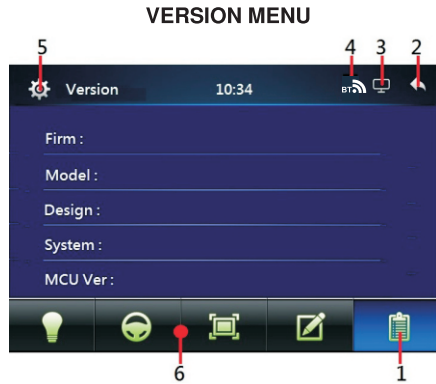 VERSION MENU
5 4 3 2
Version 10:34 BT
Firm :
Model :
Design :
System :
MCU Ver :
6 1